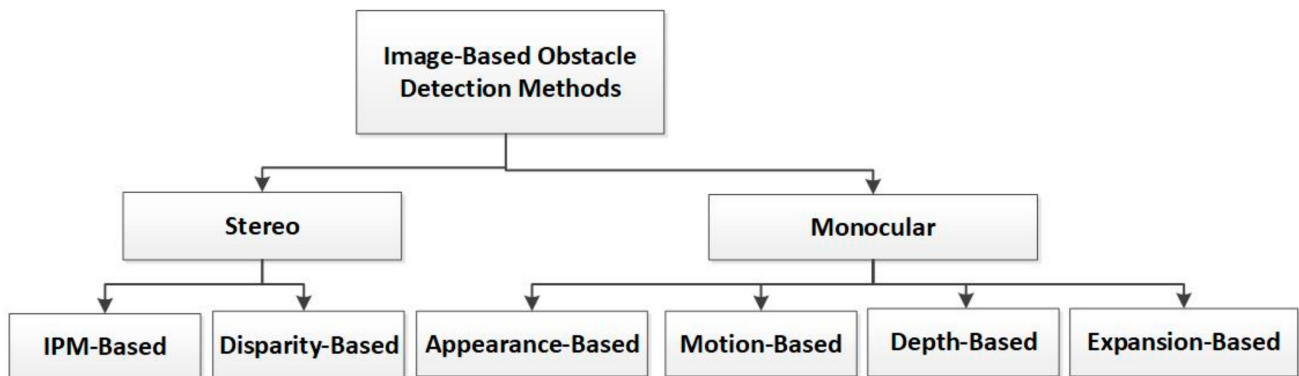 Image-Based Obstacle
Detection Methods
Stereo
Monocular
IPM-Based
Disparity-Based
Appearance-Based
Motion-Based
Depth-Based
Expansion-Based